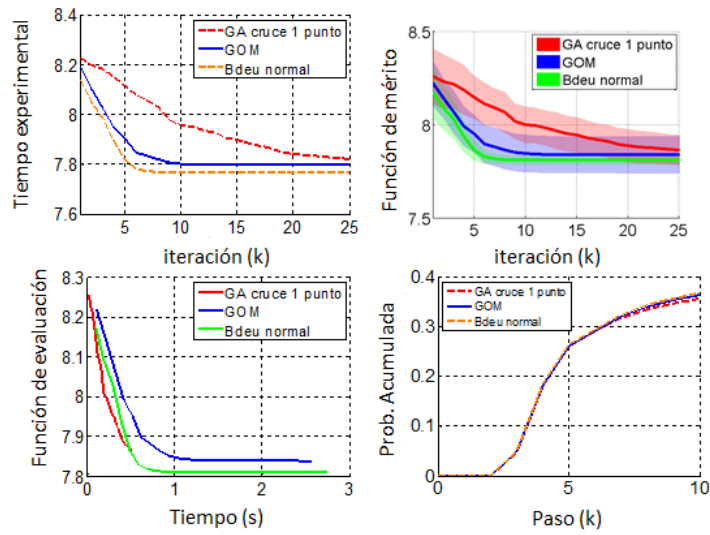 8.4
8.2
8
7.8
7.6
Tiempo experimental
GA cruce 1 punto
GOM
Bdeu normal
5
10
15
20
25
iteración (k)
8.5
8
7.5
Función de mérito
GA cruce 1 punto
GOM
Bdeu normal
5
10
15
20
25
iteración (k)
8.3
8.2
8.1
8
7.9
7.8
Función de evaluación
GA cruce 1 punto
GOM
Bdeu normal
0
1
2
3
Tiempo (s)
0.4
0.3
0.2
0.1
0
Prob. Acumulada
GA cruce 1 punto
GOM
Bdeu normal
0
5
10
Paso (k)